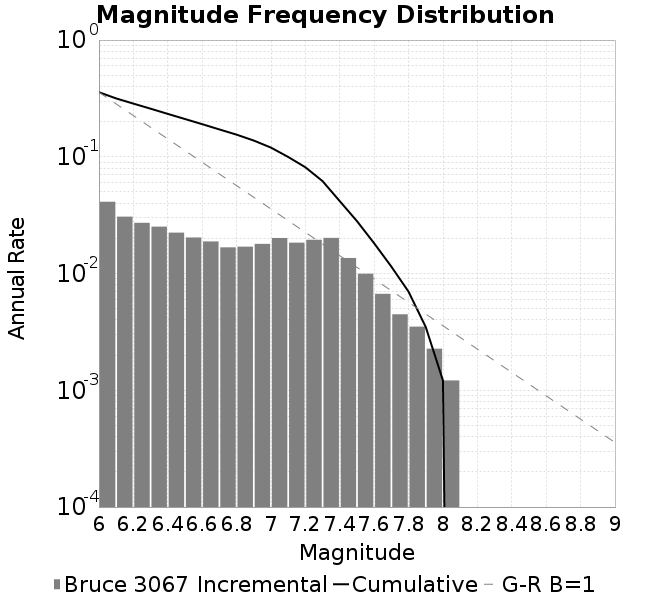 Magnitude Frequency Distribution
10^0
10^-1
10^-2
10^-3
10^-4
Annual Rate
6 6.2 6.4 6.6 6.8 7 7.2 7.4 7.6 7.8 8 8.2 8.4 8.6 8.8 9
Magnitude
Bruce 3067 Incremental Cumulative G-R B=1